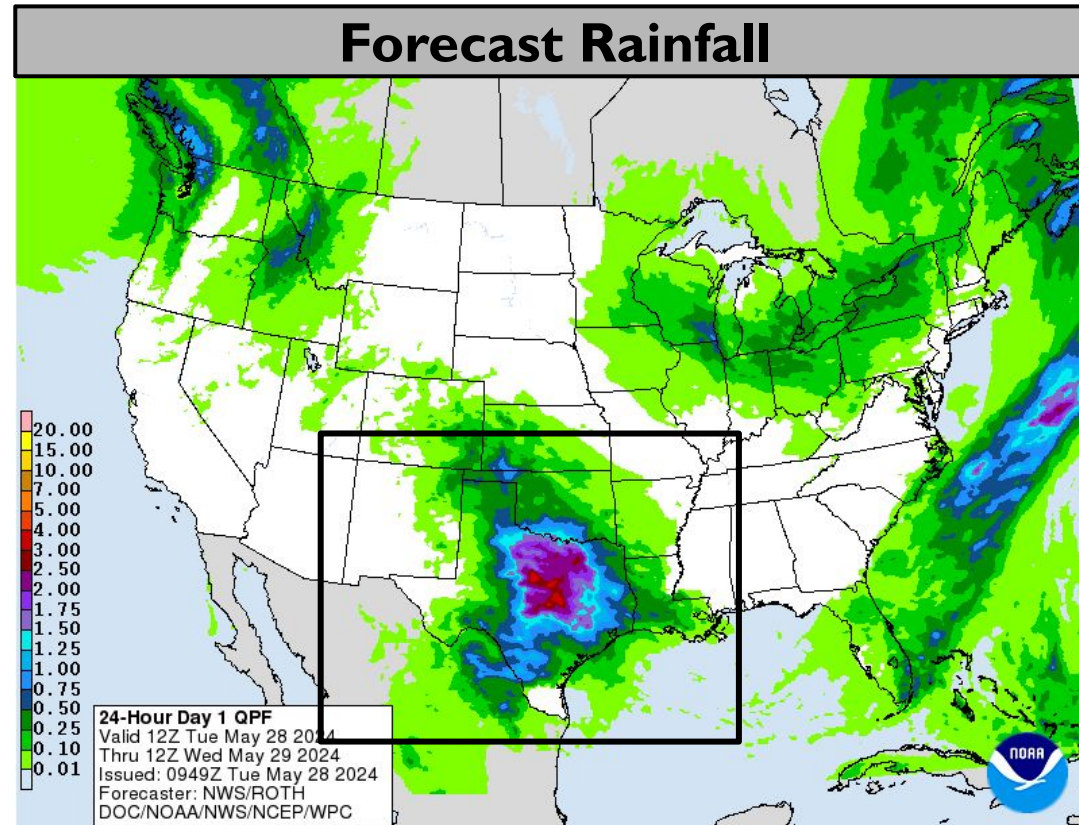 Forecast Rainfall
20.00
15.00
10.00
7.00
5.00
4.00
3.00
2.50
2.00
1.75
1.50
1.25
1.00
0.75
0.50
0.25
0.10
0.01
24-Hour Day 1 QPF
Valid 12Z Tue May 28 2024
Thru 12Z Wed May 29 2024
Issued: 0949Z Tue May 28 2024
Forecaster: NWS/ROTH
DOC/NOAA/NWS/NCEP/WPC
NOAA